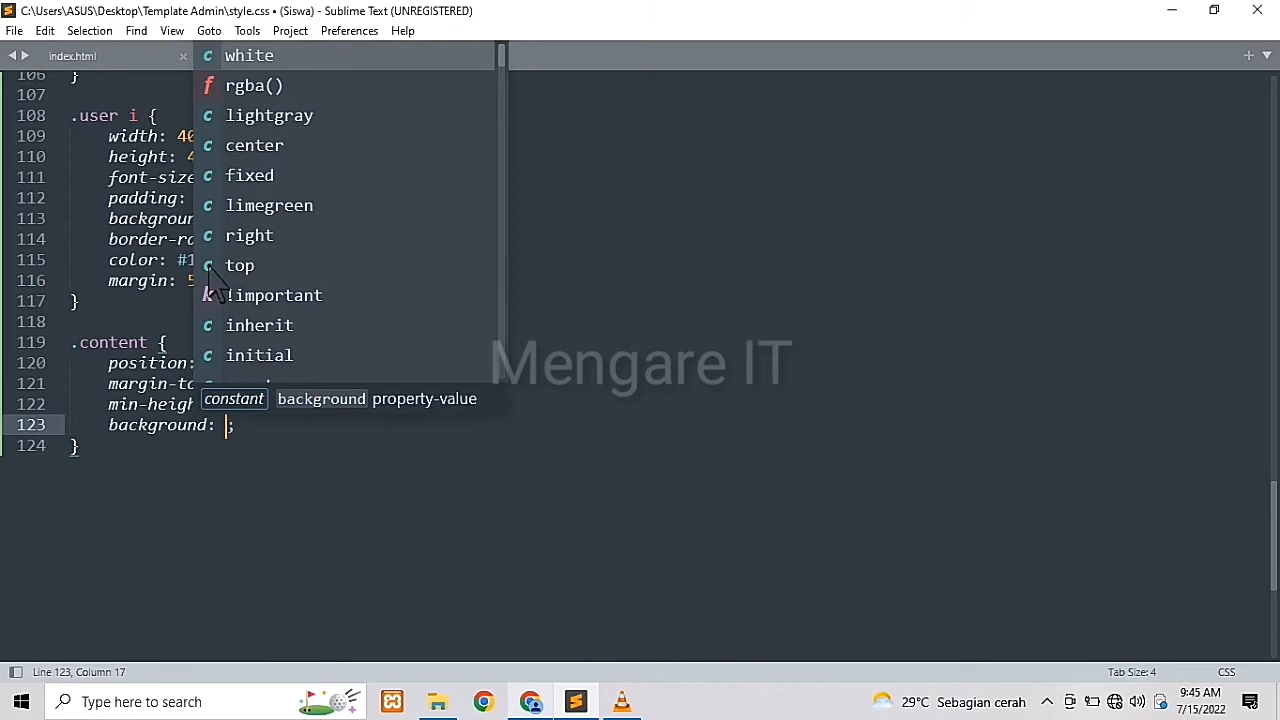 C:\Users\ASUS\Desktop\Template Admin\style.css • (Siswa) - Sublime Text (UNREGISTERED)
File Edit Selection Find View Goto Tools Project Preferences Help
index.html
106 }
107
108 .user i {
109 width: 40
110 height: 4
111 font-size
112 padding:
113 backgroun
114 border-ra
115 color: #1
116 margin: 5
117 }
118
119 .content {
120 position:
121 margin-to
122 min-heigh
123 background: ;
124 }
c white
f rgba()
c lightgray
c center
c fixed
c limegreen
c right
c top
k !important
c inherit
c initial
constant background property-value
Mengare IT
Line 123, Column 17
Tab Size: 4
CSS
Type here to search
29°C Sebagian cerah
9:45 AM
7/15/2022